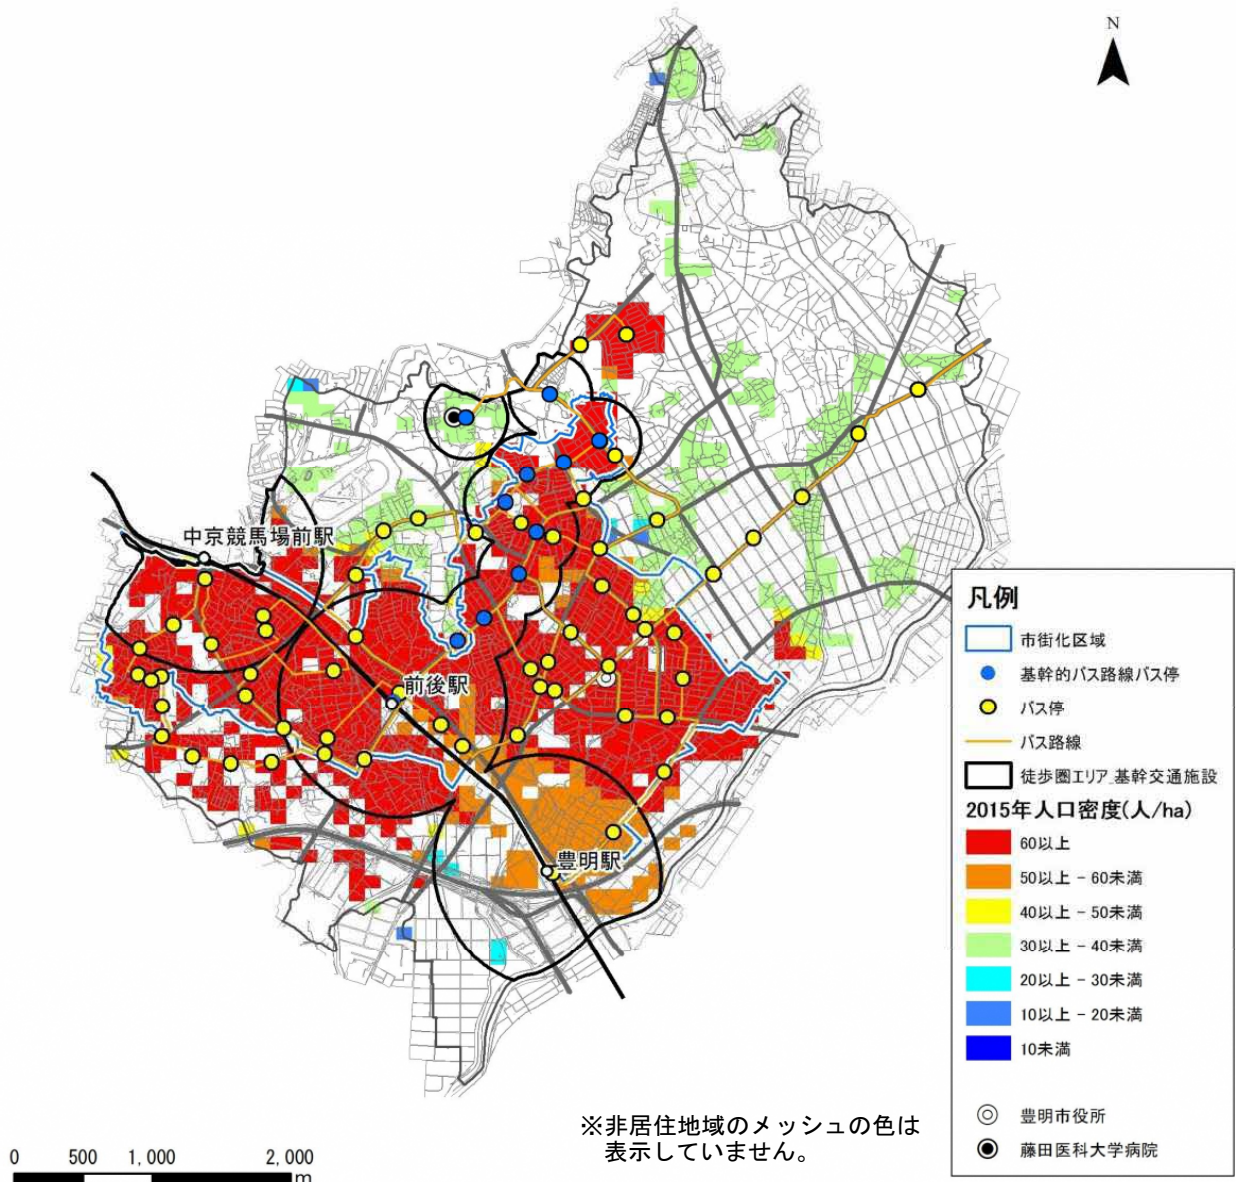 N
中京競馬場前駅
前後駅
豊明駅
凡例
市街化区域
基幹的バス路線バス停
バス停
バス路線
徒歩圏エリア_基幹交通施設
2015年人口密度(人/ha)
60以上
50以上 - 60未満
40以上 - 50未満
30以上 - 40未満
20以上 - 30未満
10以上 - 20未満
10未満
豊明市役所
藤田医科大学病院
※非居住地域のメッシュの色は
表示していません。
0 500 1,000 2,000
m